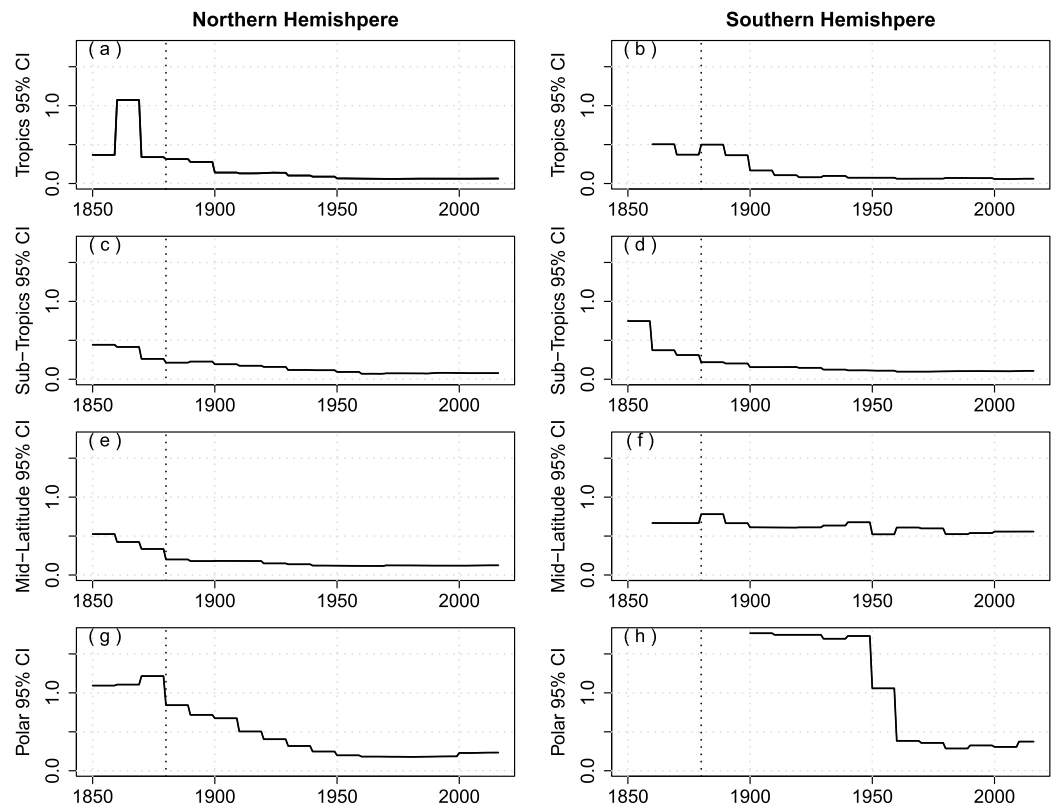 Northern Hemishpere
Southern Hemishpere
( a )
Tropics 95% CI
0.0 1.0
1850 1900 1950 2000
( b )
Tropics 95% CI
0.0 1.0
1850 1900 1950 2000
( c )
Sub−Tropics 95% CI
0.0 1.0
1850 1900 1950 2000
( d )
Sub−Tropics 95% CI
0.0 1.0
1850 1900 1950 2000
( e )
Mid−Latitude 95% CI
0.0 1.0
1850 1900 1950 2000
( f )
Mid−Latitude 95% CI
0.0 1.0
1850 1900 1950 2000
( g )
Polar 95% CI
0.0 1.0
1850 1900 1950 2000
( h )
Polar 95% CI
0.0 1.0
1850 1900 1950 2000